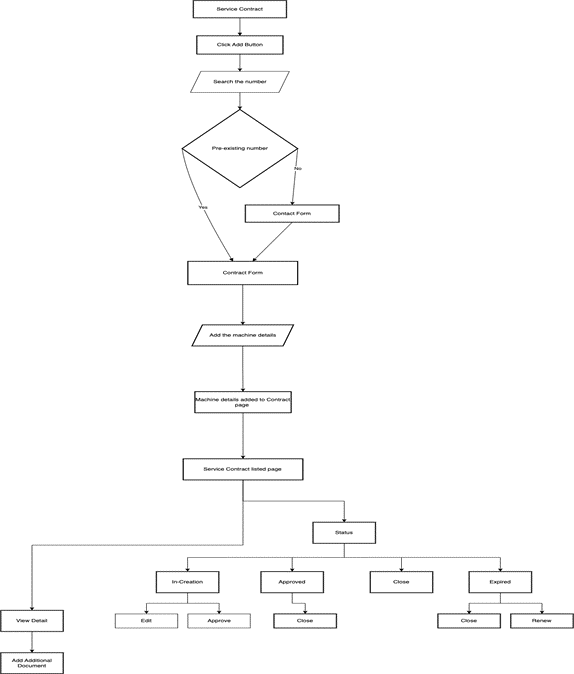 Service Contract
Click Add Button
Search the number
Pre-existing number
No
Yes
Contact Form
Contract Form
Add the machine details
Machine details added to Contract
page
Service Contract listed page
Status
In-Creation
Approved
Close
Expired
View Detail
Edit
Approve
Close
Close
Renew
Add Additional
Document